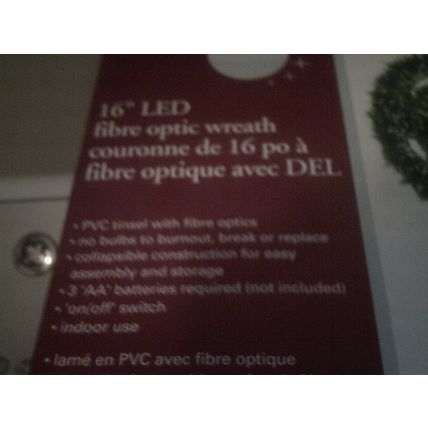 16" LED
fibre optic wreath
couronne de 16 po à
fibre optique avec DEL
- PVC tinsel with fibre optics
- no bulbs to burnout, break or replace
- collapsible construction for easy
assembly and storage
- 3 'AA' batteries required (not included)
- 'on/off' switch
- indoor use
- lamé en PVC avec fibre optique